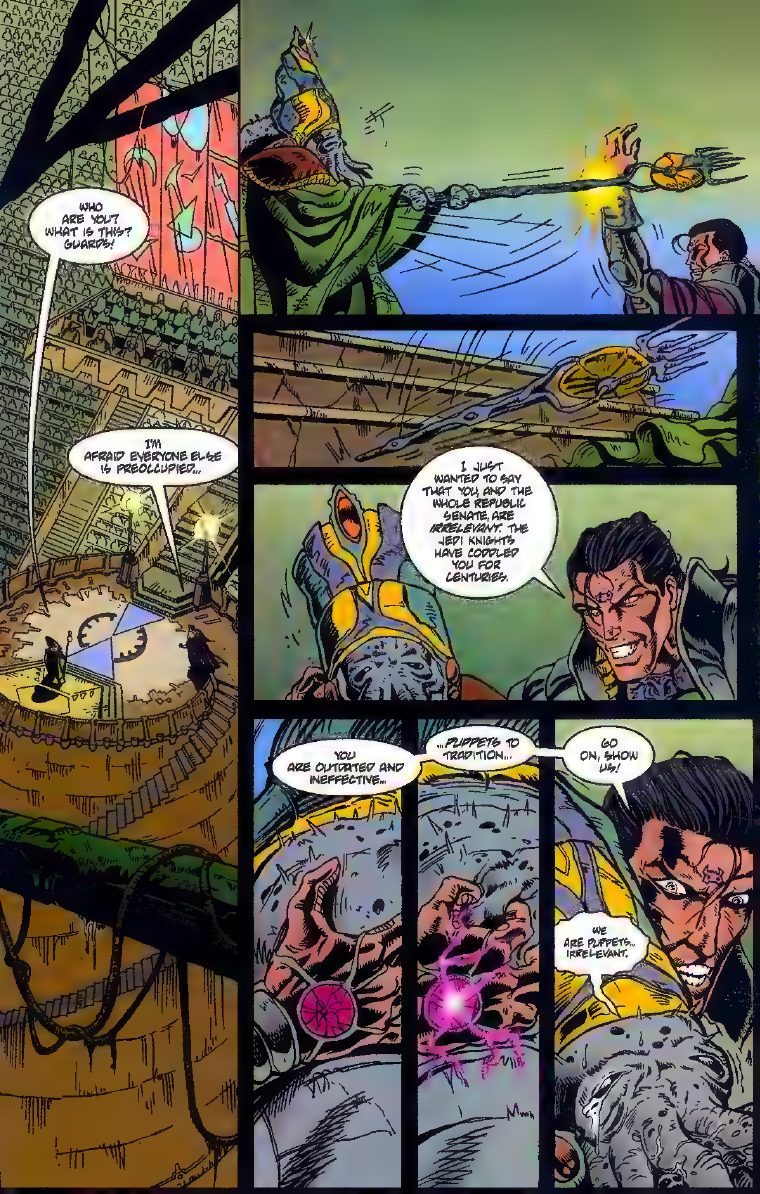 WHO
ARE YOU?
WHAT IS THIS?
GUARDS!
I'M
AFRAID EVERYONE ELSE
IS PREOCCUPIED...
I JUST
WANTED TO SAY
THAT YOU, AND THE
WHOLE REPUBLIC
SENATE, ARE
IRRELEVANT. THE
JEDI KNIGHTS
HAVE CODDLED
YOU FOR
CENTURIES.
YOU
ARE OUTDATED AND
INEFFECTIVE...
...PUPPETS TO
TRADITION...
GO
ON, SHOW
US!
Mmm
WE
ARE PUPPETS...
IRRELEVANT.